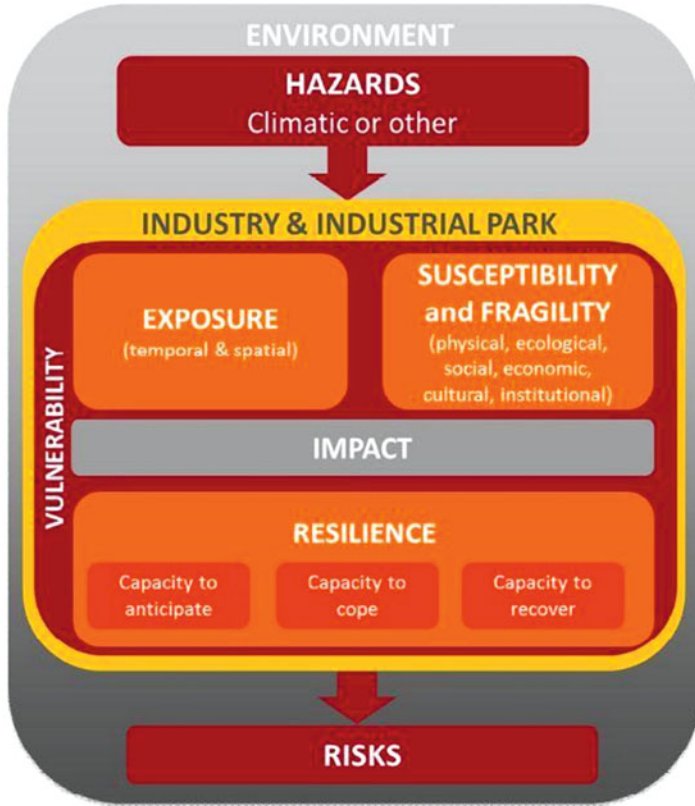 ENVIRONMENT
HAZARDS
Climatic or other
INDUSTRY & INDUSTRIAL PARK
VULNERABILITY
EXPOSURE
(temporal & spatial)
SUSCEPTIBILITY
and FRAGILITY
(physical, ecological,
social, economic,
cultural, institutional)
IMPACT
RESILIENCE
Capacity to
anticipate
Capacity to
cope
Capacity to
recover
RISKS